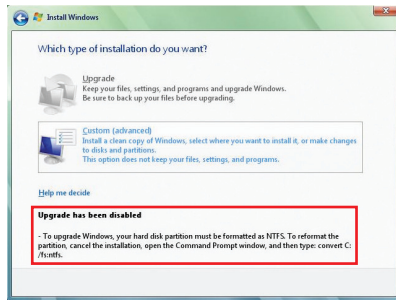 Install Windows
Which type of installation do you want?
Upgrade
Keep your files, settings, and programs and upgrade Windows.
Be sure to back up your files before upgrading.
Custom (advanced)
Install a clean copy of Windows, select where you want to install it, or make changes
to disks and partitions.
This option does not keep your files, settings, and programs.
Help me decide
Upgrade has been disabled
- To upgrade Windows, your hard disk partition must be formatted as NTFS. To reformat the
partition, cancel the installation, open the Command Prompt window, and then type: convert C:
/fs:ntfs.